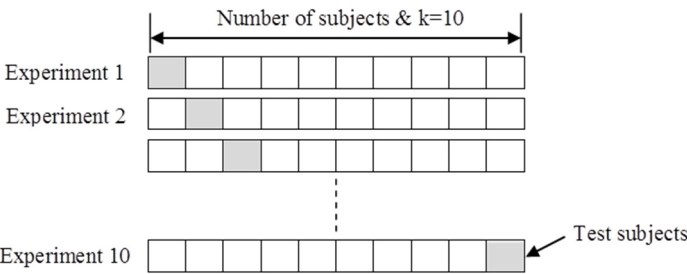 Number of subjects & k=10
Experiment 1
Experiment 2
Experiment 10
Test subjects